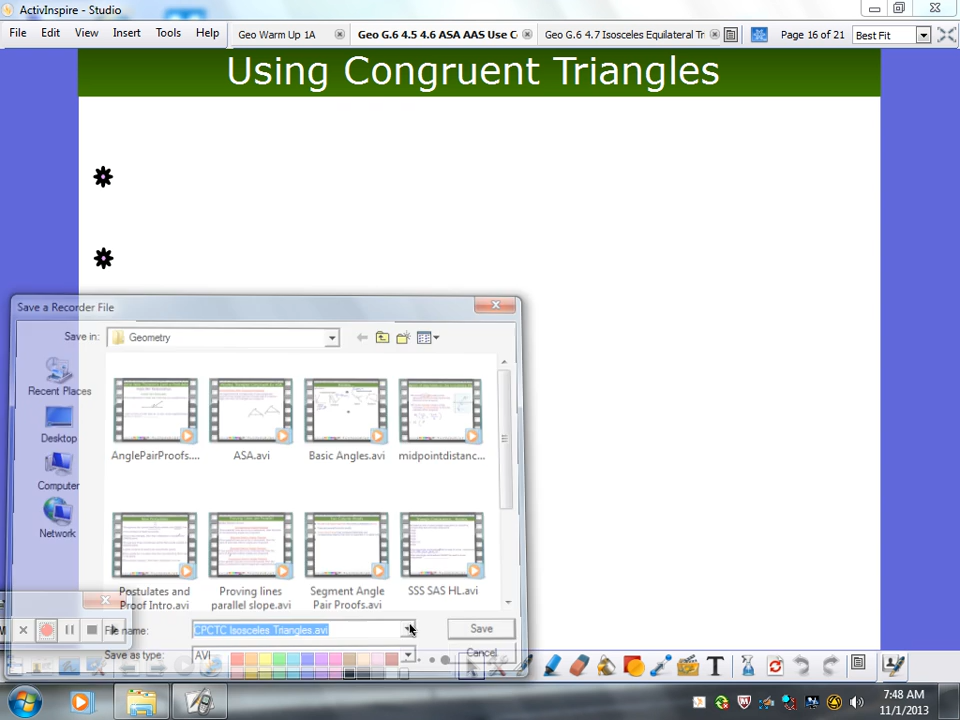 ActivInspire - Studio
File Edit View Insert Tools Help
Geo Warm Up 1A
Geo G.6 4.5 4.6 ASA AAS Use C
Geo G.6 4.7 Isosceles Equilateral Tr
Page 16 of 21
Best Fit
Using Congruent Triangles
Save a Recorder File
Save in: Geometry
Recent Places
Desktop
Computer
Network
AnglePairProofs....
ASA.avi
Basic Angles.avi
midpointdistanc...
Postulates and
Proof Intro.avi
Proving lines
parallel slope.avi
Segment Angle
Pair Proofs.avi
SSS SAS HL.avi
File name: CPCTC Isosceles Triangles.avi
Save
Save as type: AVI
Cancel
7:48 AM
11/1/2013